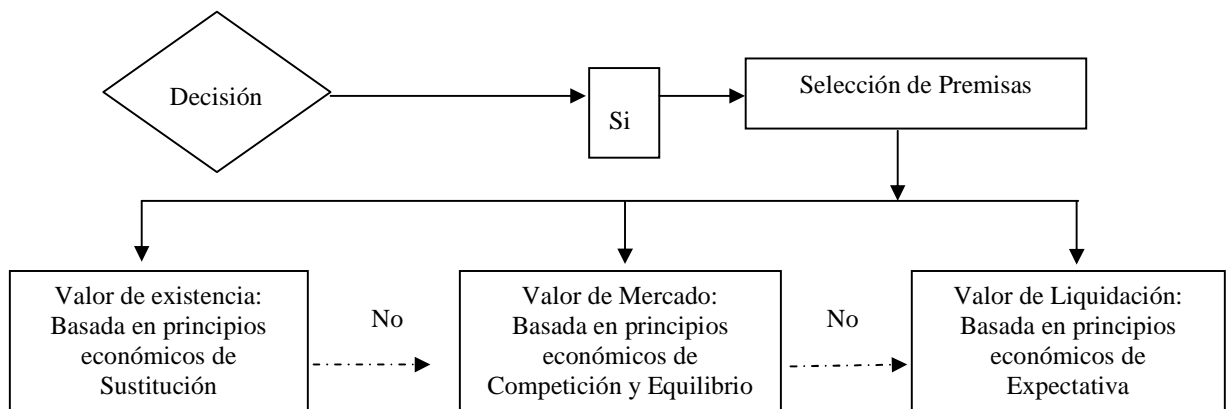 Decisión
Si
Selección de Premisas
Valor de existencia:
Basada en principios
económicos de
Sustitución
No
Valor de Mercado:
Basada en principios
económicos de
Competición y Equilibrio
No
Valor de Liquidación:
Basada en principios
económicos de
Expectativa